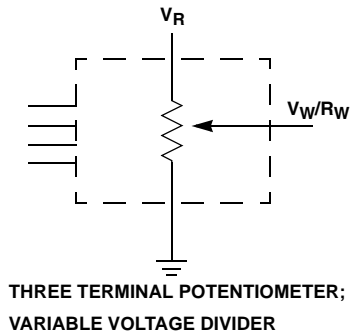 VR
VW/RW
THREE TERMINAL POTENTIOMETER;
VARIABLE VOLTAGE DIVIDER